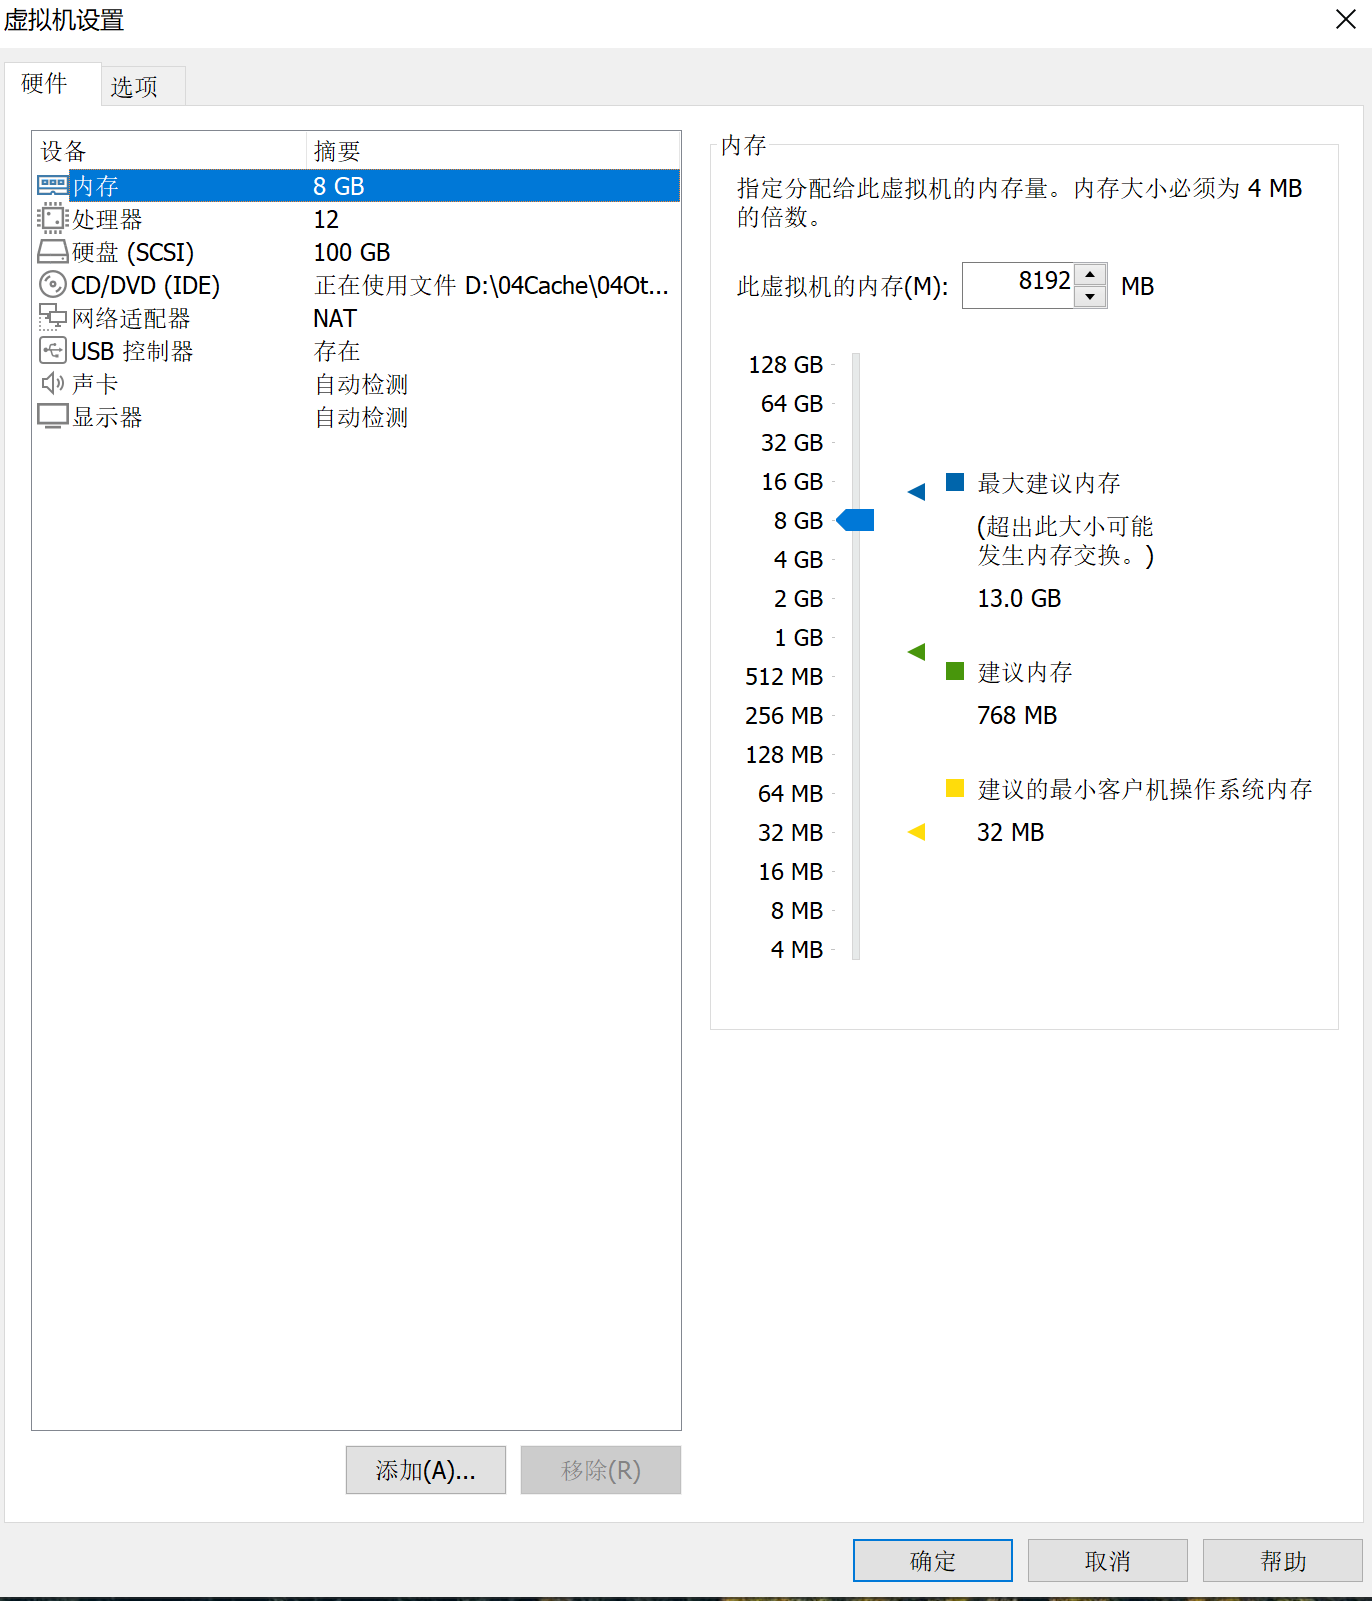 虚拟机设置
硬件
选项
设备 摘要
内存 8 GB
处理器 12
硬盘 (SCSI) 100 GB
CD/DVD (IDE) 正在使用文件 D:\04Cache\04Ot...
网络适配器 NAT
USB 控制器 存在
声卡 自动检测
显示器 自动检测
添加(A)...
移除(R)
内存
指定分配给此虚拟机的内存量。内存大小必须为 4 MB
的倍数。
此虚拟机的内存(M): 8192 MB
128 GB
64 GB
32 GB
16 GB
8 GB
4 GB
2 GB
1 GB
512 MB
256 MB
128 MB
64 MB
32 MB
16 MB
8 MB
4 MB
最大建议内存
(超出此大小可能
发生内存交换。)
13.0 GB
建议内存
768 MB
建议的最小客户机操作系统内存
32 MB
确定
取消
帮助